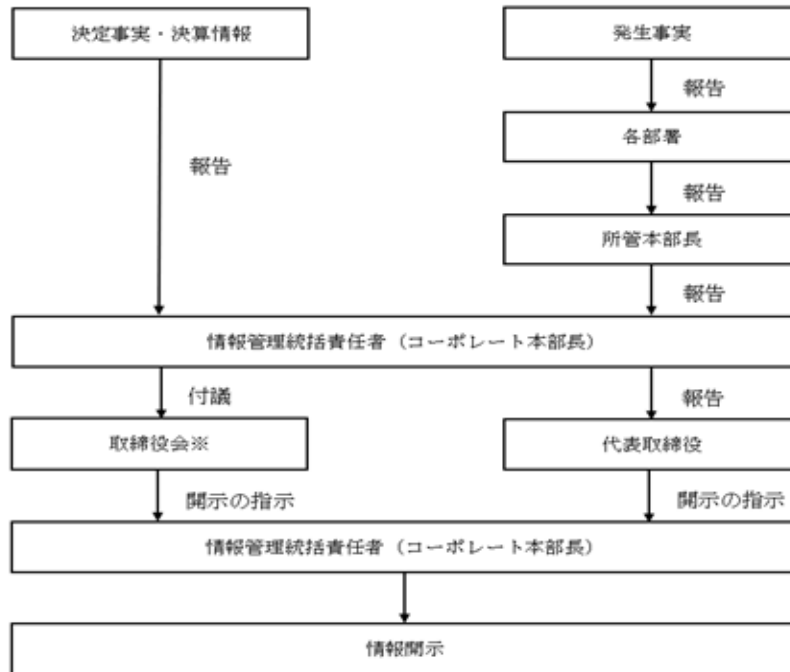 決定事実・決算情報
発生事実
報告
各部署
報告
報告
所管本部長
報告
情報管理統括責任者（コーポレート本部長）
付議
報告
取締役会※
代表取締役
開示の指示
開示の指示
情報管理統括責任者（コーポレート本部長）
情報開示